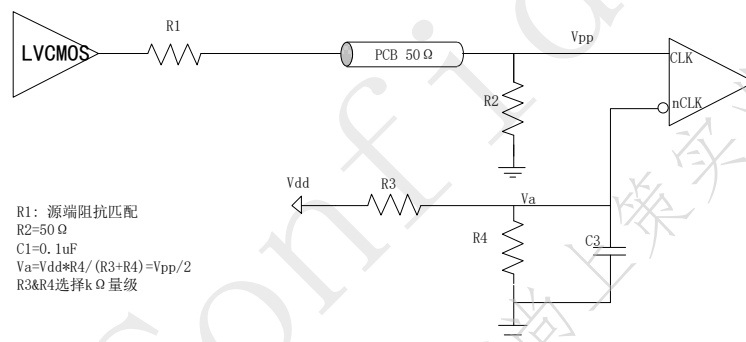 R1
Vpp
LVCMOS
PCB 50Ω
CLK
R2
nCLK
Vdd
R3
Va
R4
C3
R1: 源端阻抗匹配
R2=50Ω
C1=0.1uF
Va=Vdd*R4/(R3+R4)=Vpp/2
R3&R4选择kΩ量级